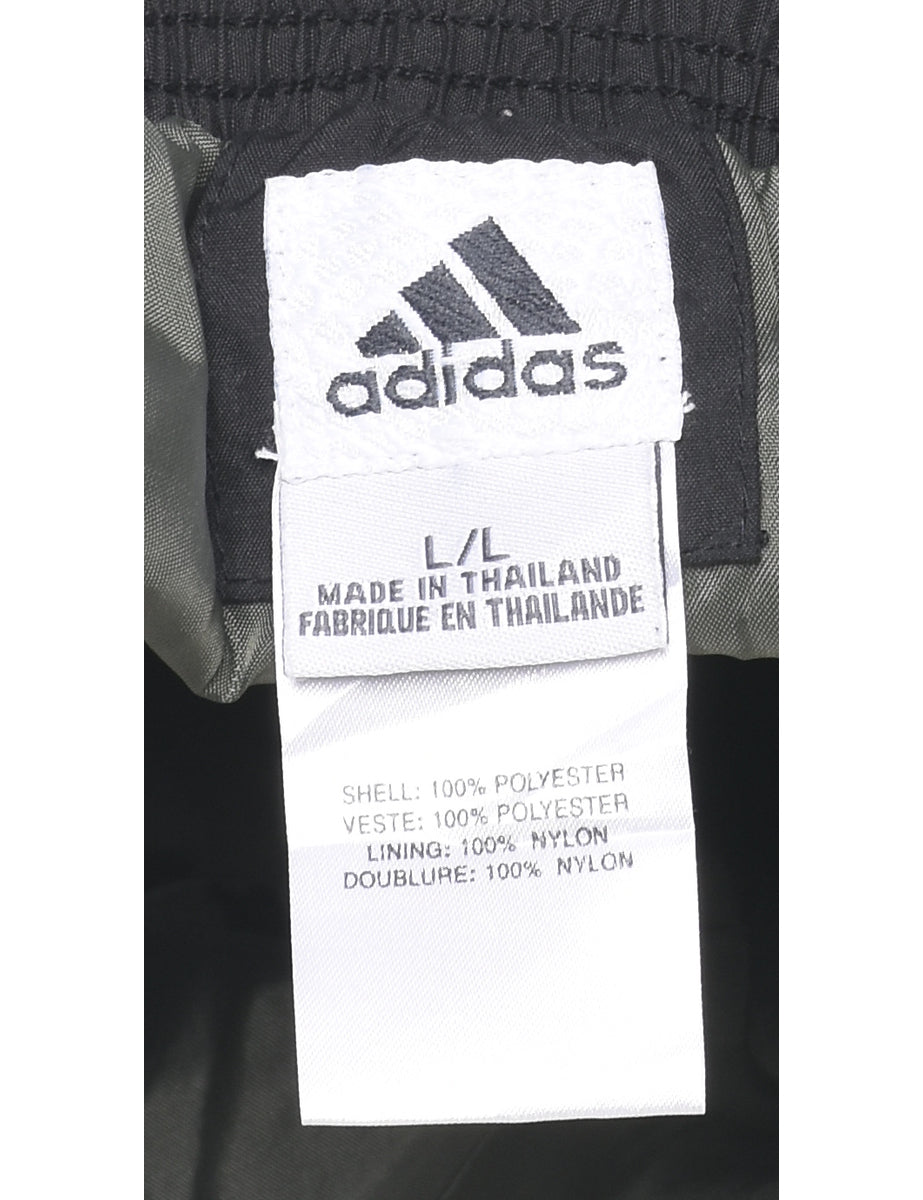 adidas
L/L
MADE IN THAILAND
FABRIQUE EN THAILANDE
SHELL: 100% POLYESTER
VESTE: 100% POLYESTER
LINING: 100% NYLON
DOUBLURE: 100% NYLON